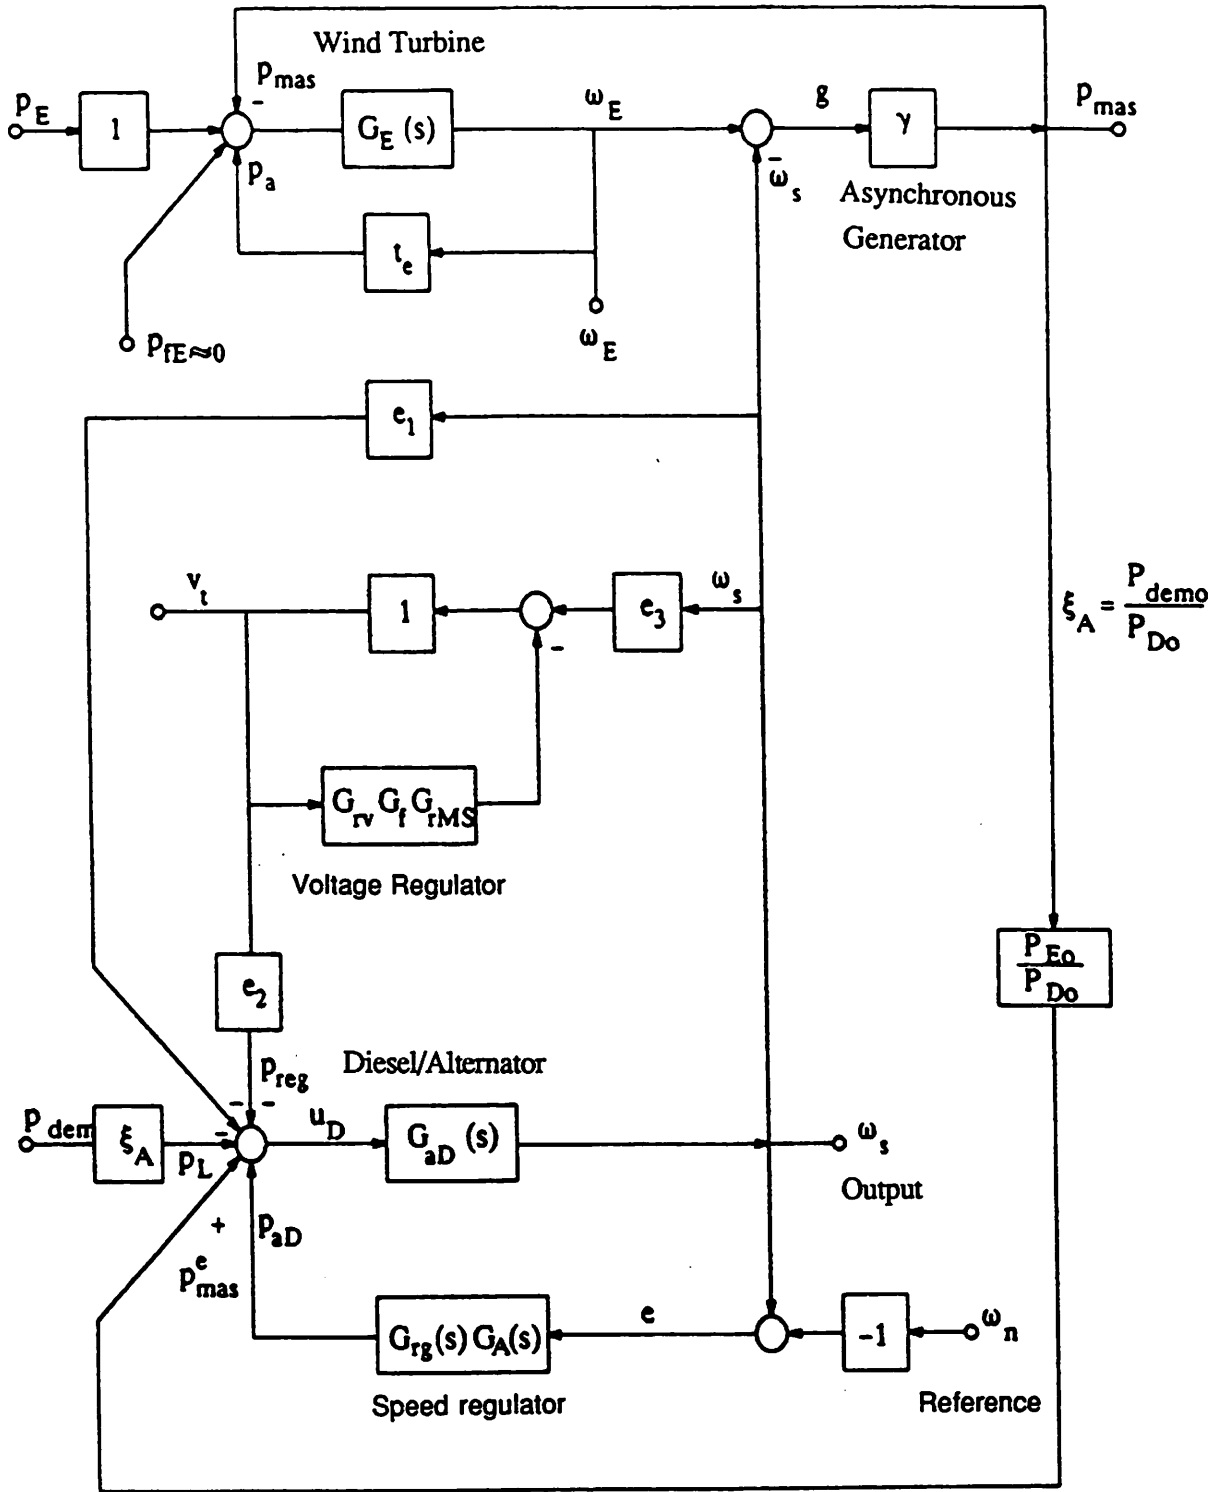 Wind Turbine
p_mas
-
p_E
1
G_E (s)
ω_E
g
γ
p_mas
p_a
-
ω_s
Asynchronous
Generator
t_e
p_fE≈0
ω_E
e_1
v_t
1
e_3
ω_s
-
ξ_A = P_demo / P_Do
G_rv G_f G_rMS
Voltage Regulator
P_Eo / P_Do
e_2
p_reg
Diesel/Alternator
- -
p_dem
ξ_A
-
p_L
u_D
G_aD (s)
ω_s
Output
+
p_aD
p^e_mas
G_rg(s) G_A(s)
e
-1
ω_n
Speed regulator
Reference